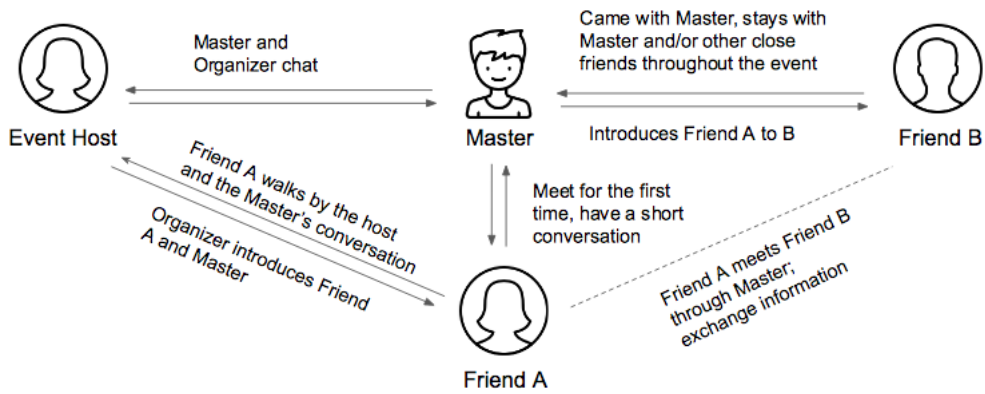 Master and
Organizer chat
Came with Master, stays with
Master and/or other close
friends throughout the event
Event Host
Master
Introduces Friend A to B
Friend B
Friend A walks by the host
and the Master's conversation
Organizer introduces Friend
A and Master
Meet for the first
time, have a short
conversation
Friend A meets Friend B
through Master;
exchange information
Friend A